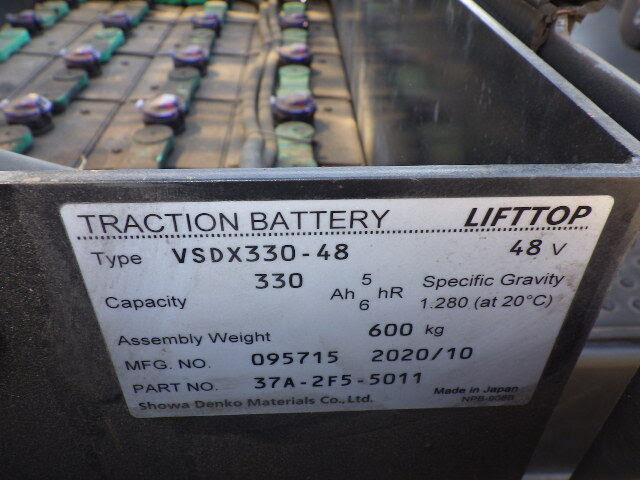 TRACTION BATTERY LIFTTOP
Type VSDX330-48 48 V
Capacity 330 Ah 5 hR Specific Gravity
6 1.280 (at 20°C)
Assembly Weight 600 kg
MFG. NO. 095715 2020/10
PART NO. 37A-2F5-5011 Made in Japan
Showa Denko Materials Co., Ltd.